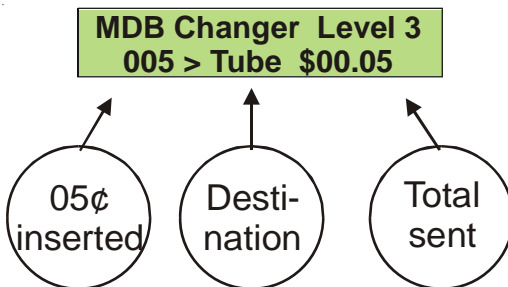 MDB Changer Level 3
005 > Tube $00.05
05¢
inserted
Desti-
nation
Total
sent